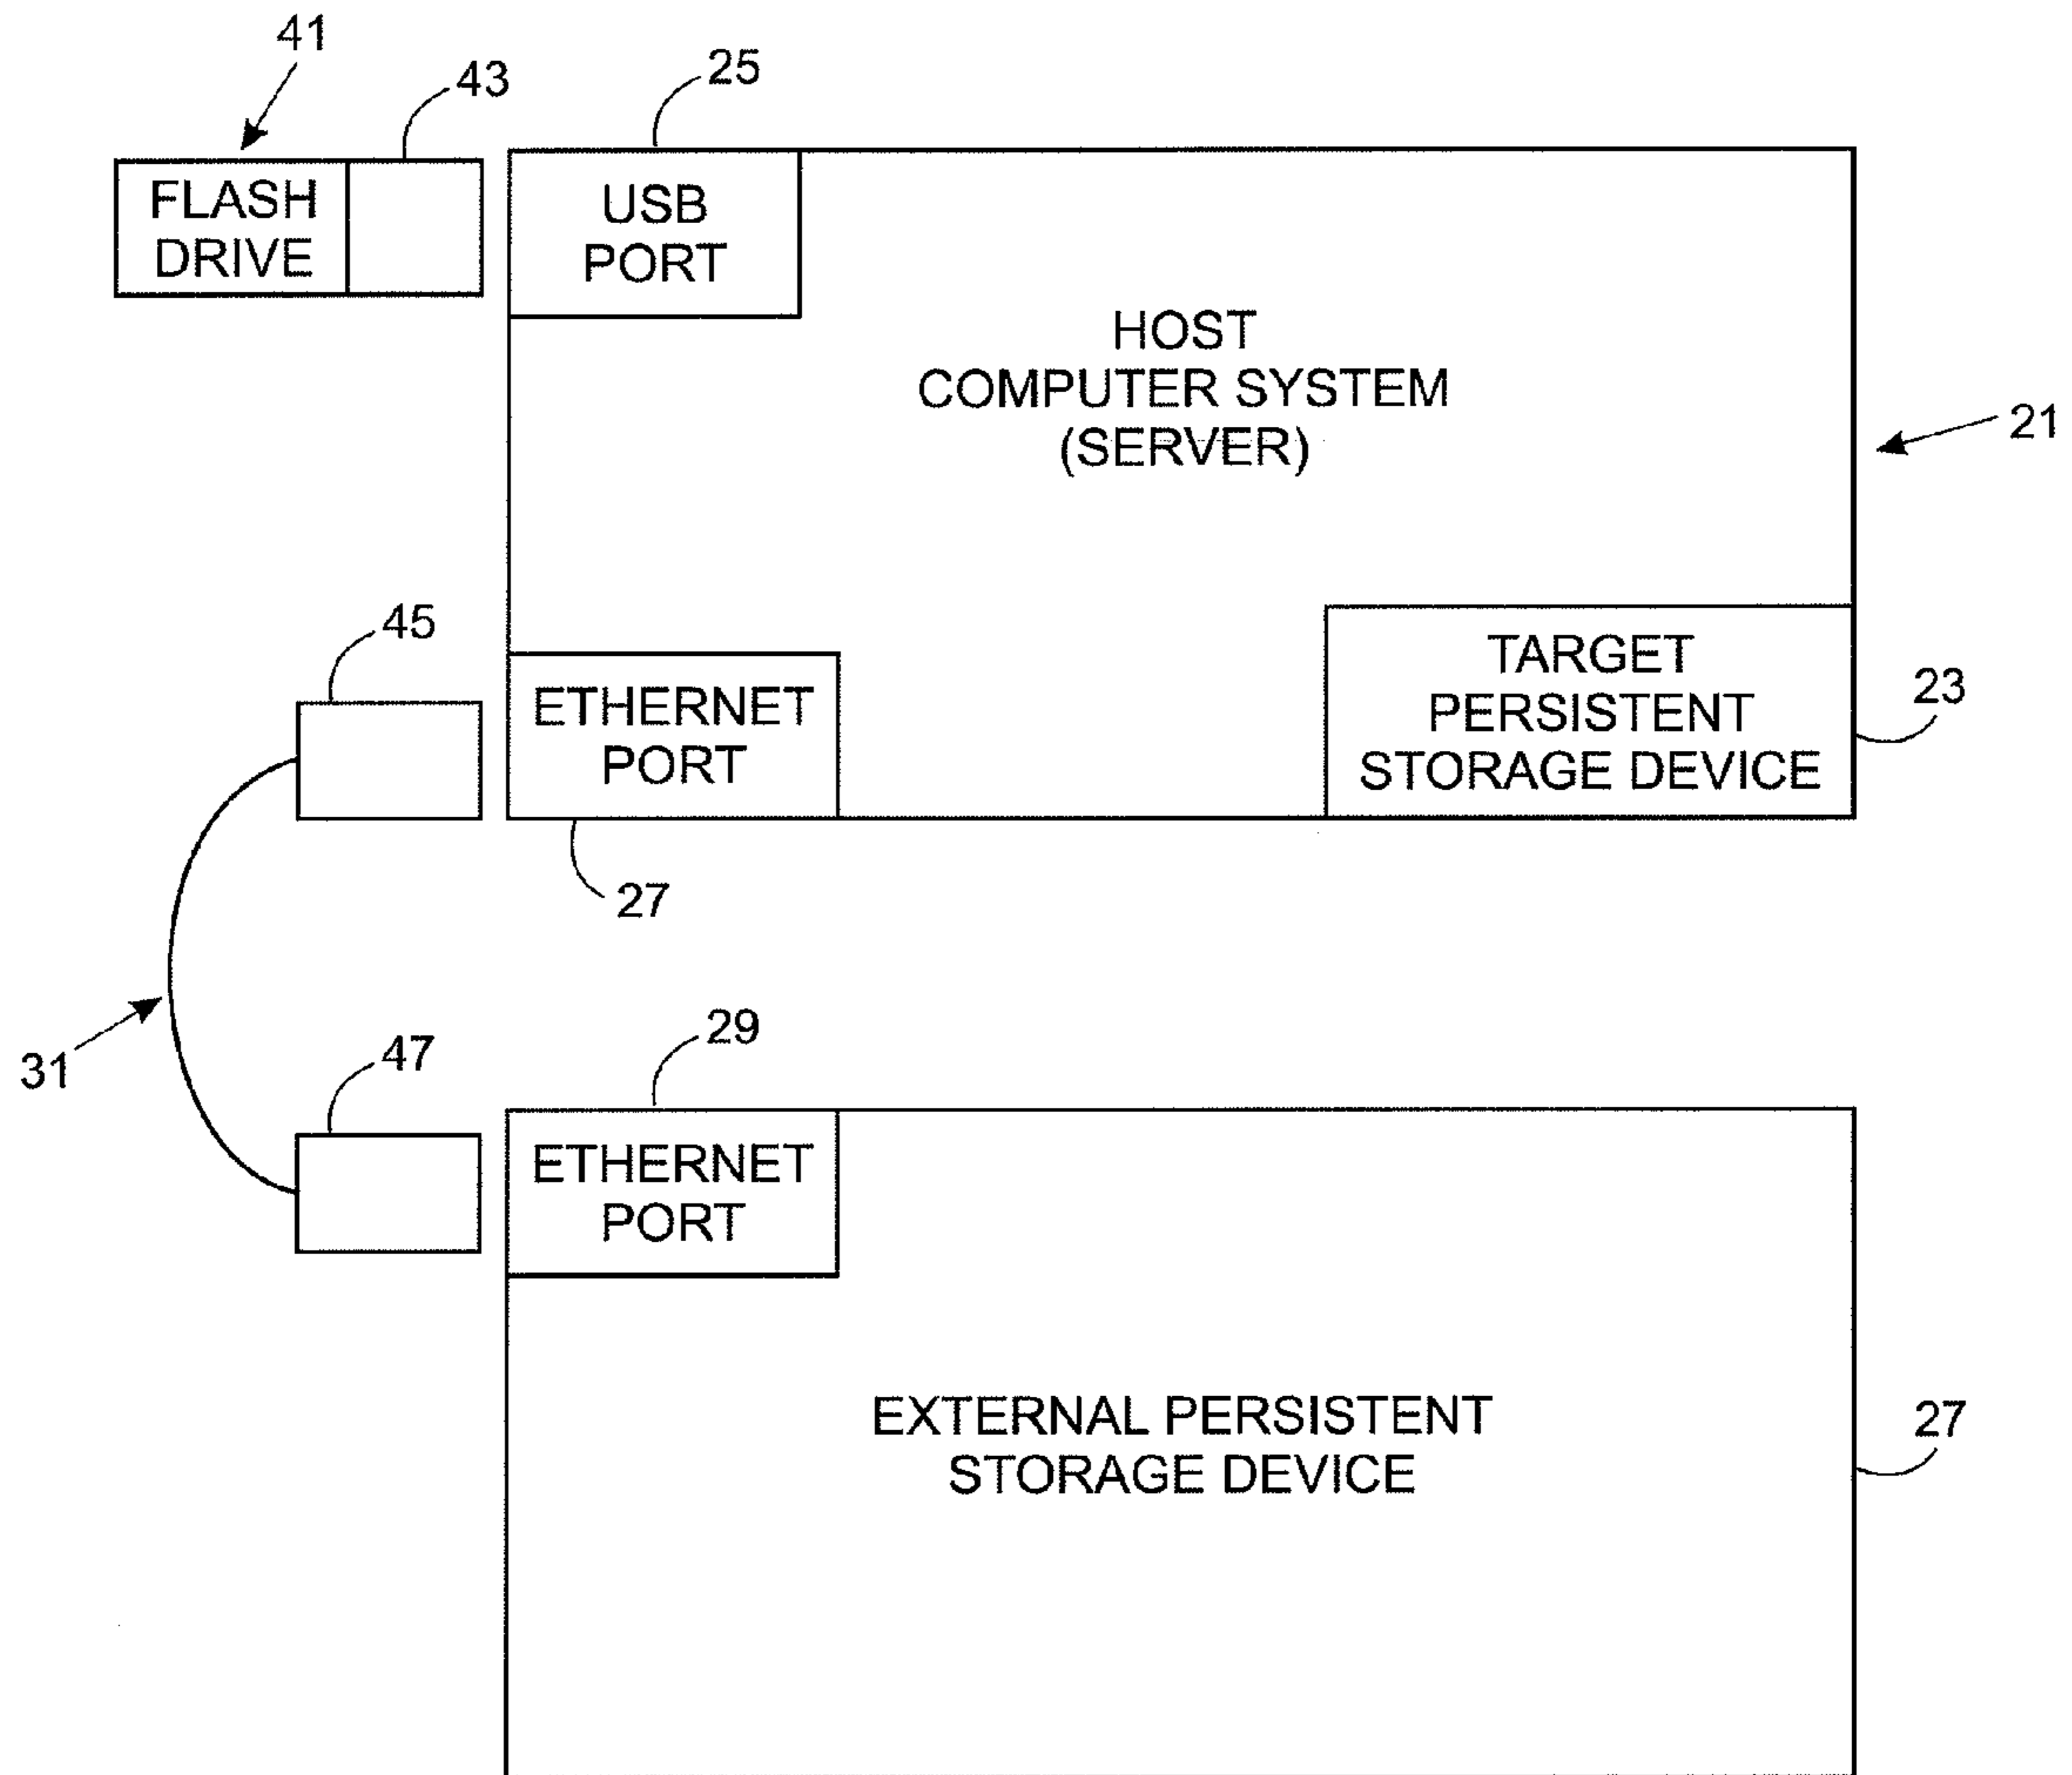 41
43
25
FLASH
DRIVE
USB
PORT
HOST
COMPUTER SYSTEM
(SERVER)
21
45
ETHERNET
PORT
TARGET
PERSISTENT
STORAGE DEVICE
23
27
31
47
29
ETHERNET
PORT
EXTERNAL PERSISTENT
STORAGE DEVICE
27